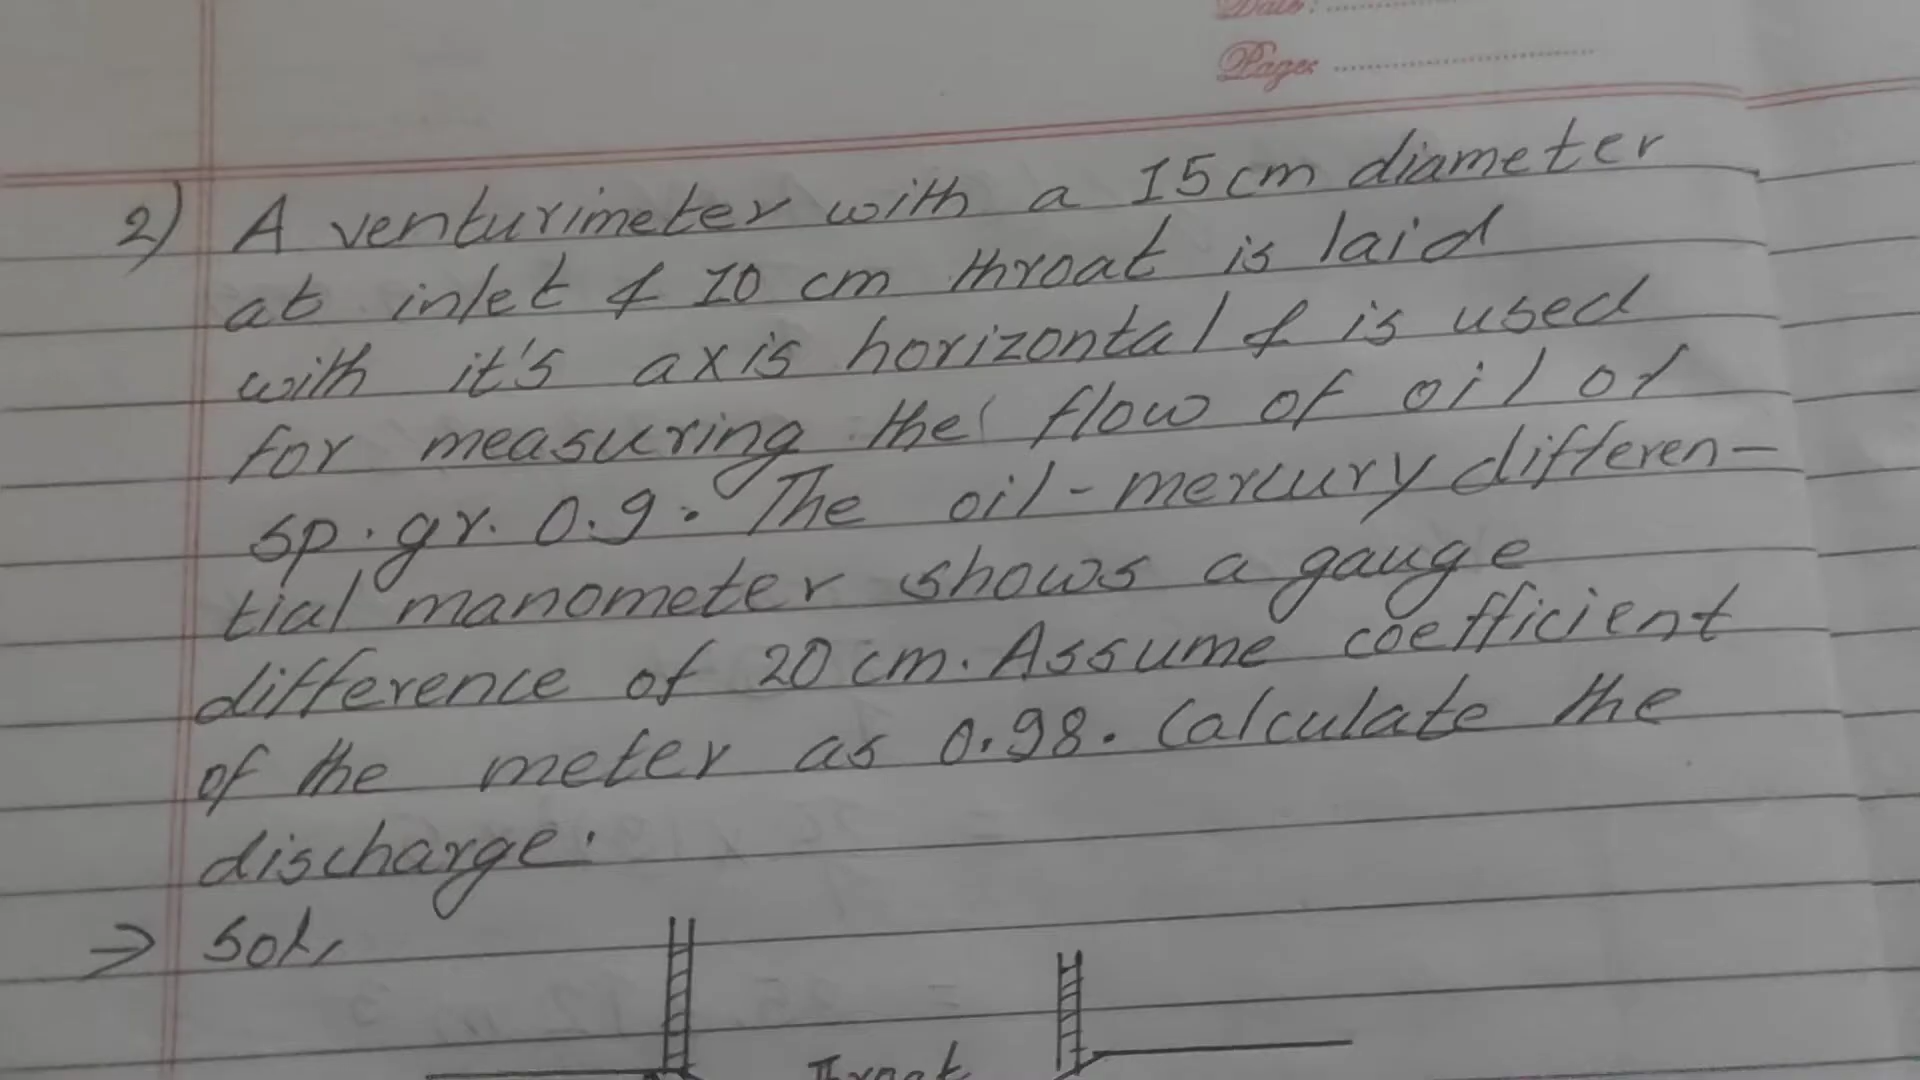 Date:
Page:
2) A venturimeter with a 15cm diameter
at inlet & 10 cm throat is laid
with it's axis horizontal & is used
for measuring the flow of oil of
sp.gr. 0.9. The oil-mercury differen-
tial manometer shows a gauge
difference of 20 cm. Assume coefficient
of the meter as 0.98. Calculate the
discharge.
→ Sol,
Throat